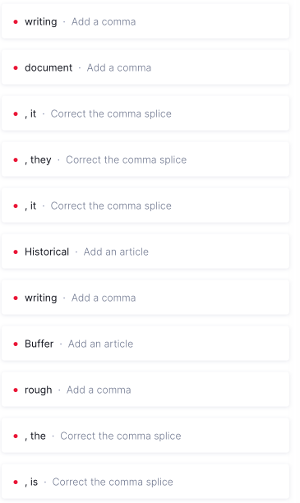 writing · Add a comma
document · Add a comma
, it · Correct the comma splice
, they · Correct the comma splice
, it · Correct the comma splice
Historical · Add an article
writing · Add a comma
Buffer · Add an article
rough · Add a comma
, the · Correct the comma splice
, is · Correct the comma splice